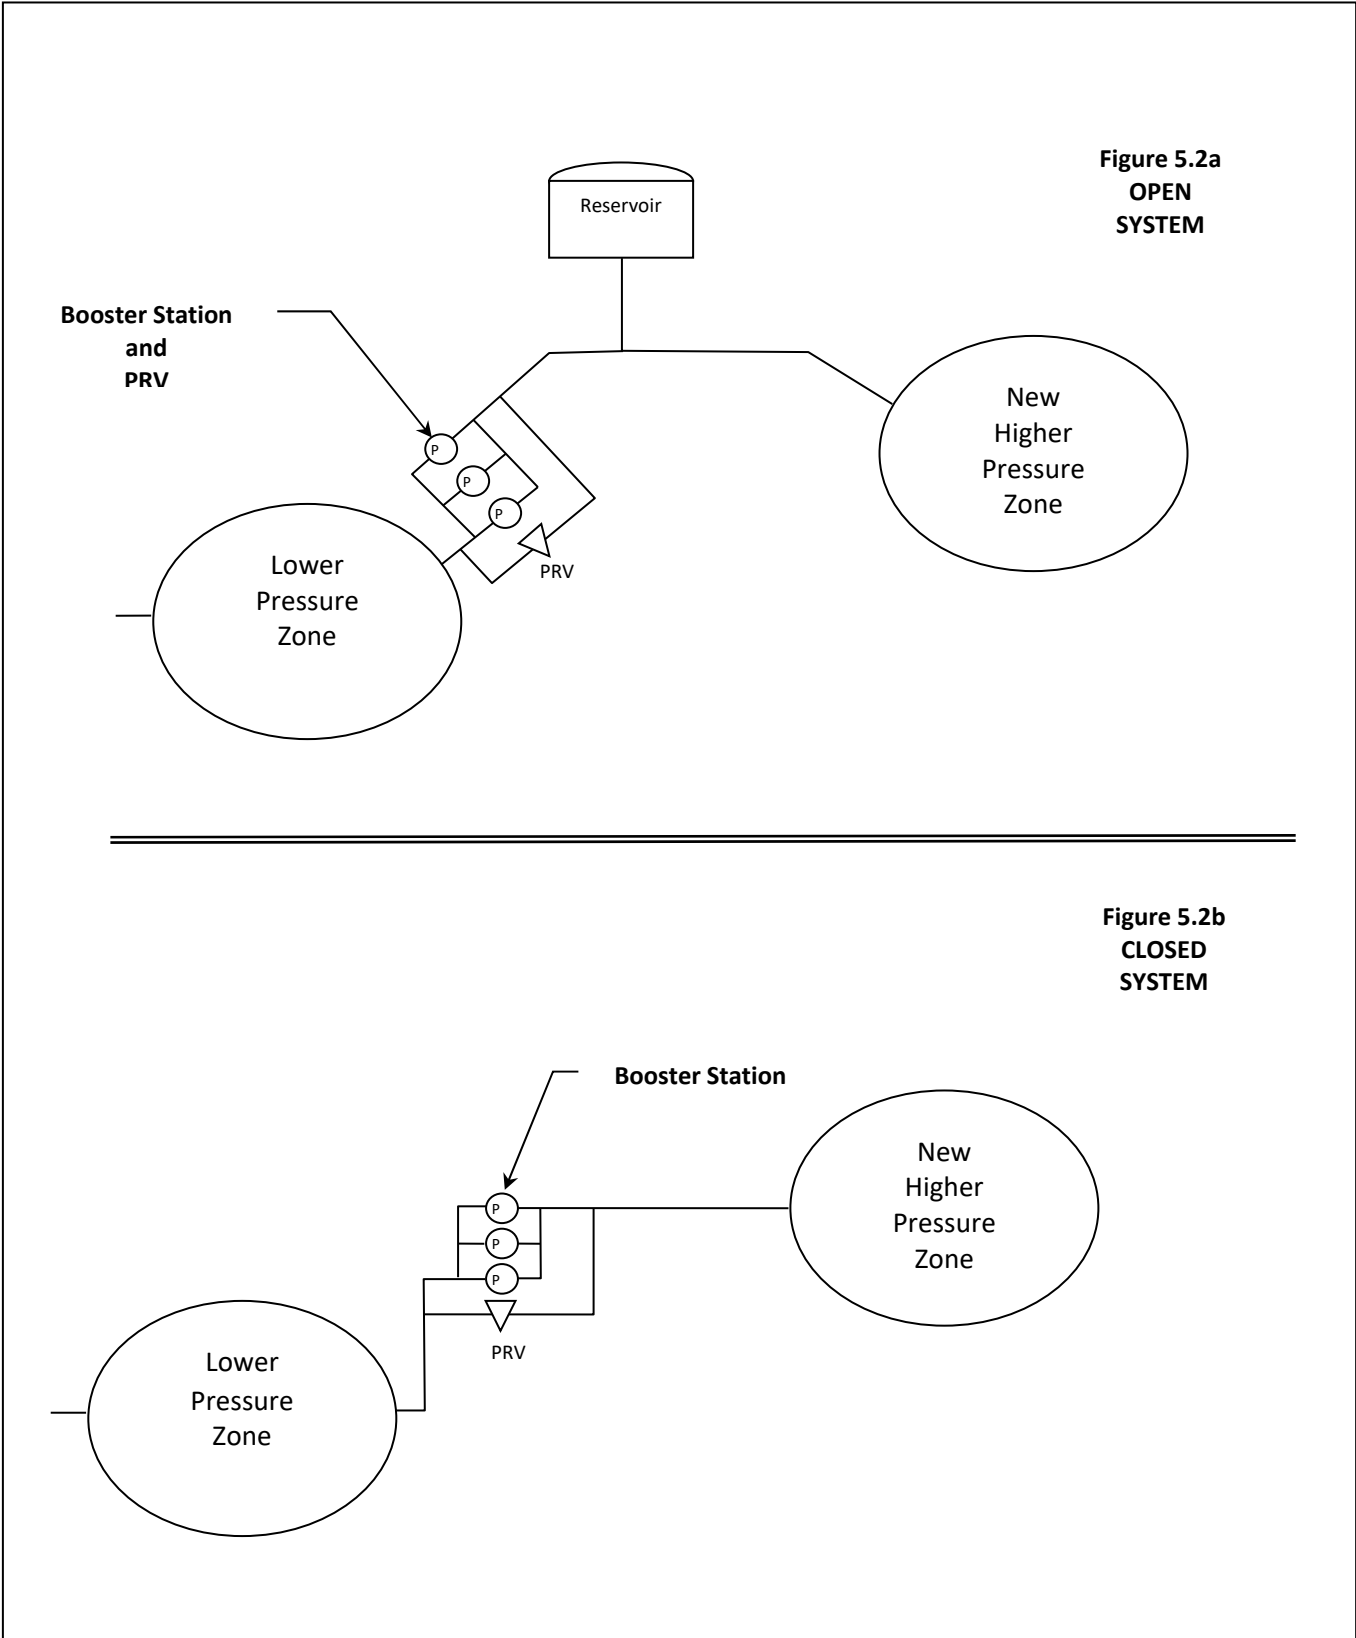 Figure 5.2a
OPEN
SYSTEM
Reservoir
Booster Station
and
PRV
New
Higher
Pressure
Zone
P
P
P
PRV
Lower
Pressure
Zone
Figure 5.2b
CLOSED
SYSTEM
Booster Station
New
Higher
Pressure
Zone
P
P
P
PRV
Lower
Pressure
Zone